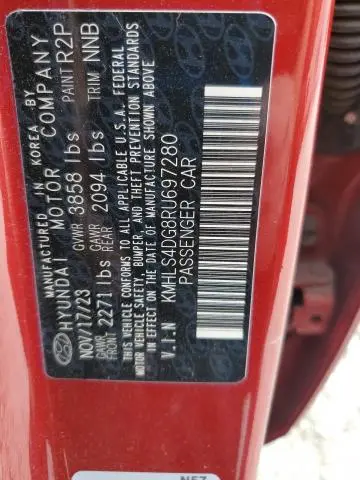 MANUFACTURED IN KOREA BY
HYUNDAI MOTOR COMPANY
NOV/17/23 GVWR 3858 lbs PAINT R2P
GAWR FRONT 2271 lbs GAWR REAR 2094 lbs TRIM NNB
THIS VEHICLE CONFORMS TO ALL APPLICABLE U.S.A. FEDERAL
MOTOR VEHICLE SAFETY, BUMPER, AND THEFT PREVENTION
STANDARDS IN EFFECT ON THE DATE OF MANUFACTURE SHOWN ABOVE.
V.I.N KMHLS4DG8RU697280
PASSENGER CAR